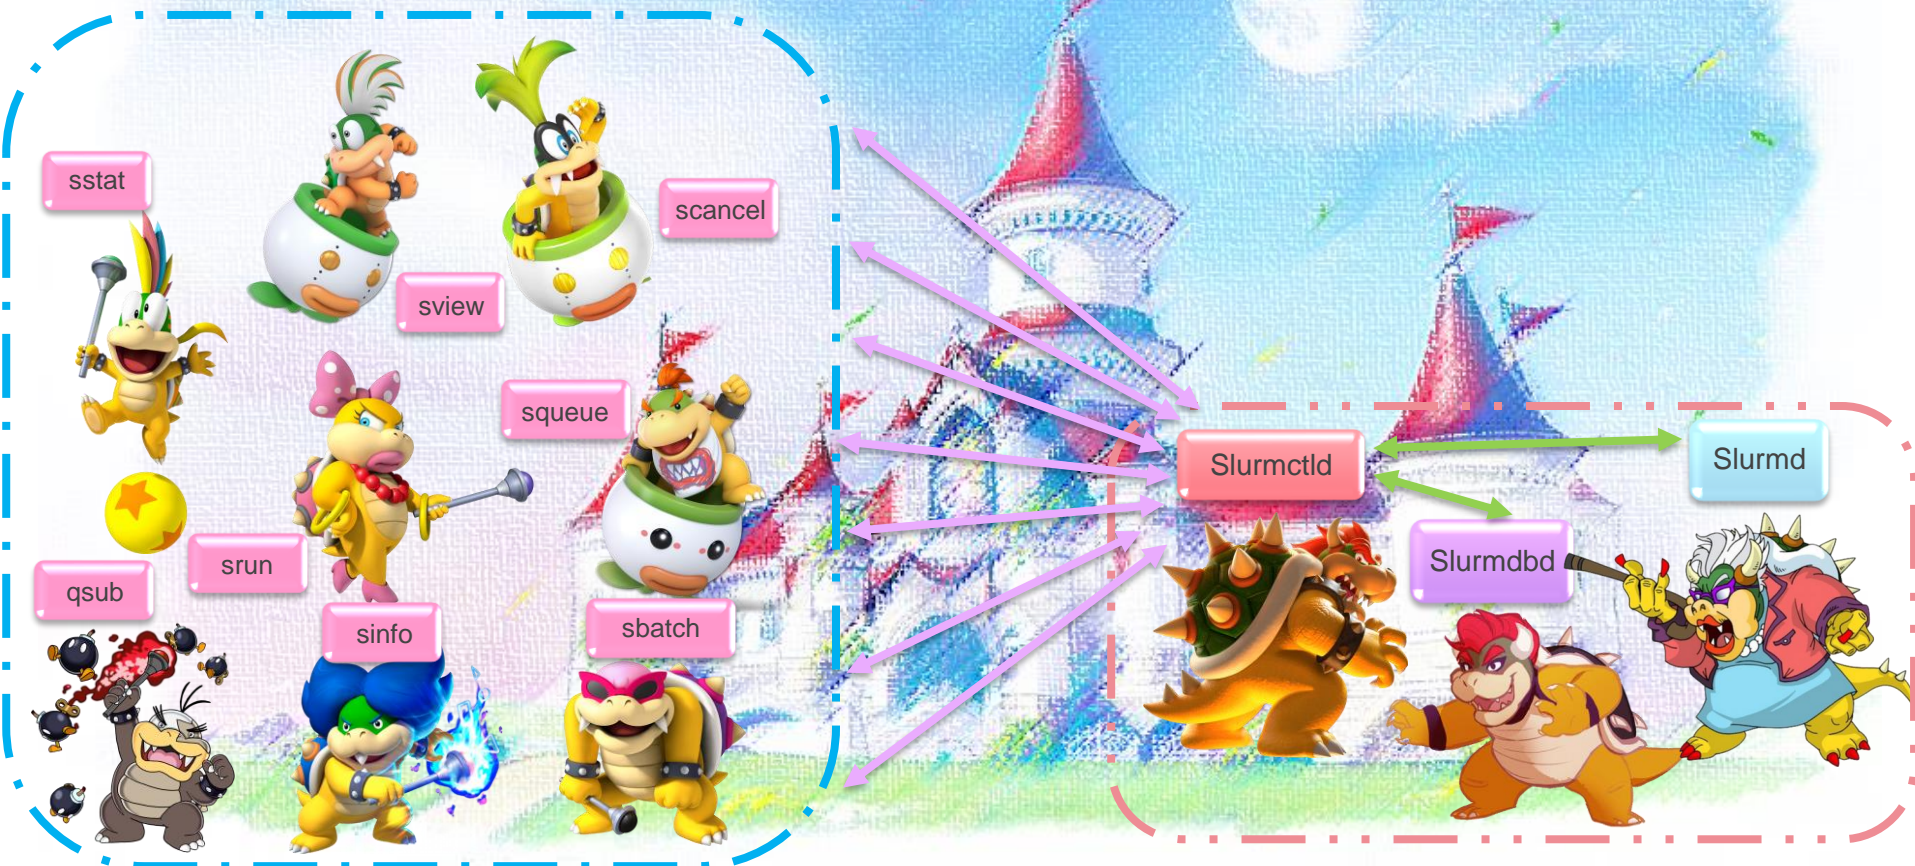 sstat
scancel
sview
squeue
srun
qsub
sinfo
sbatch
Slurmctld
Slurmd
Slurmdbd